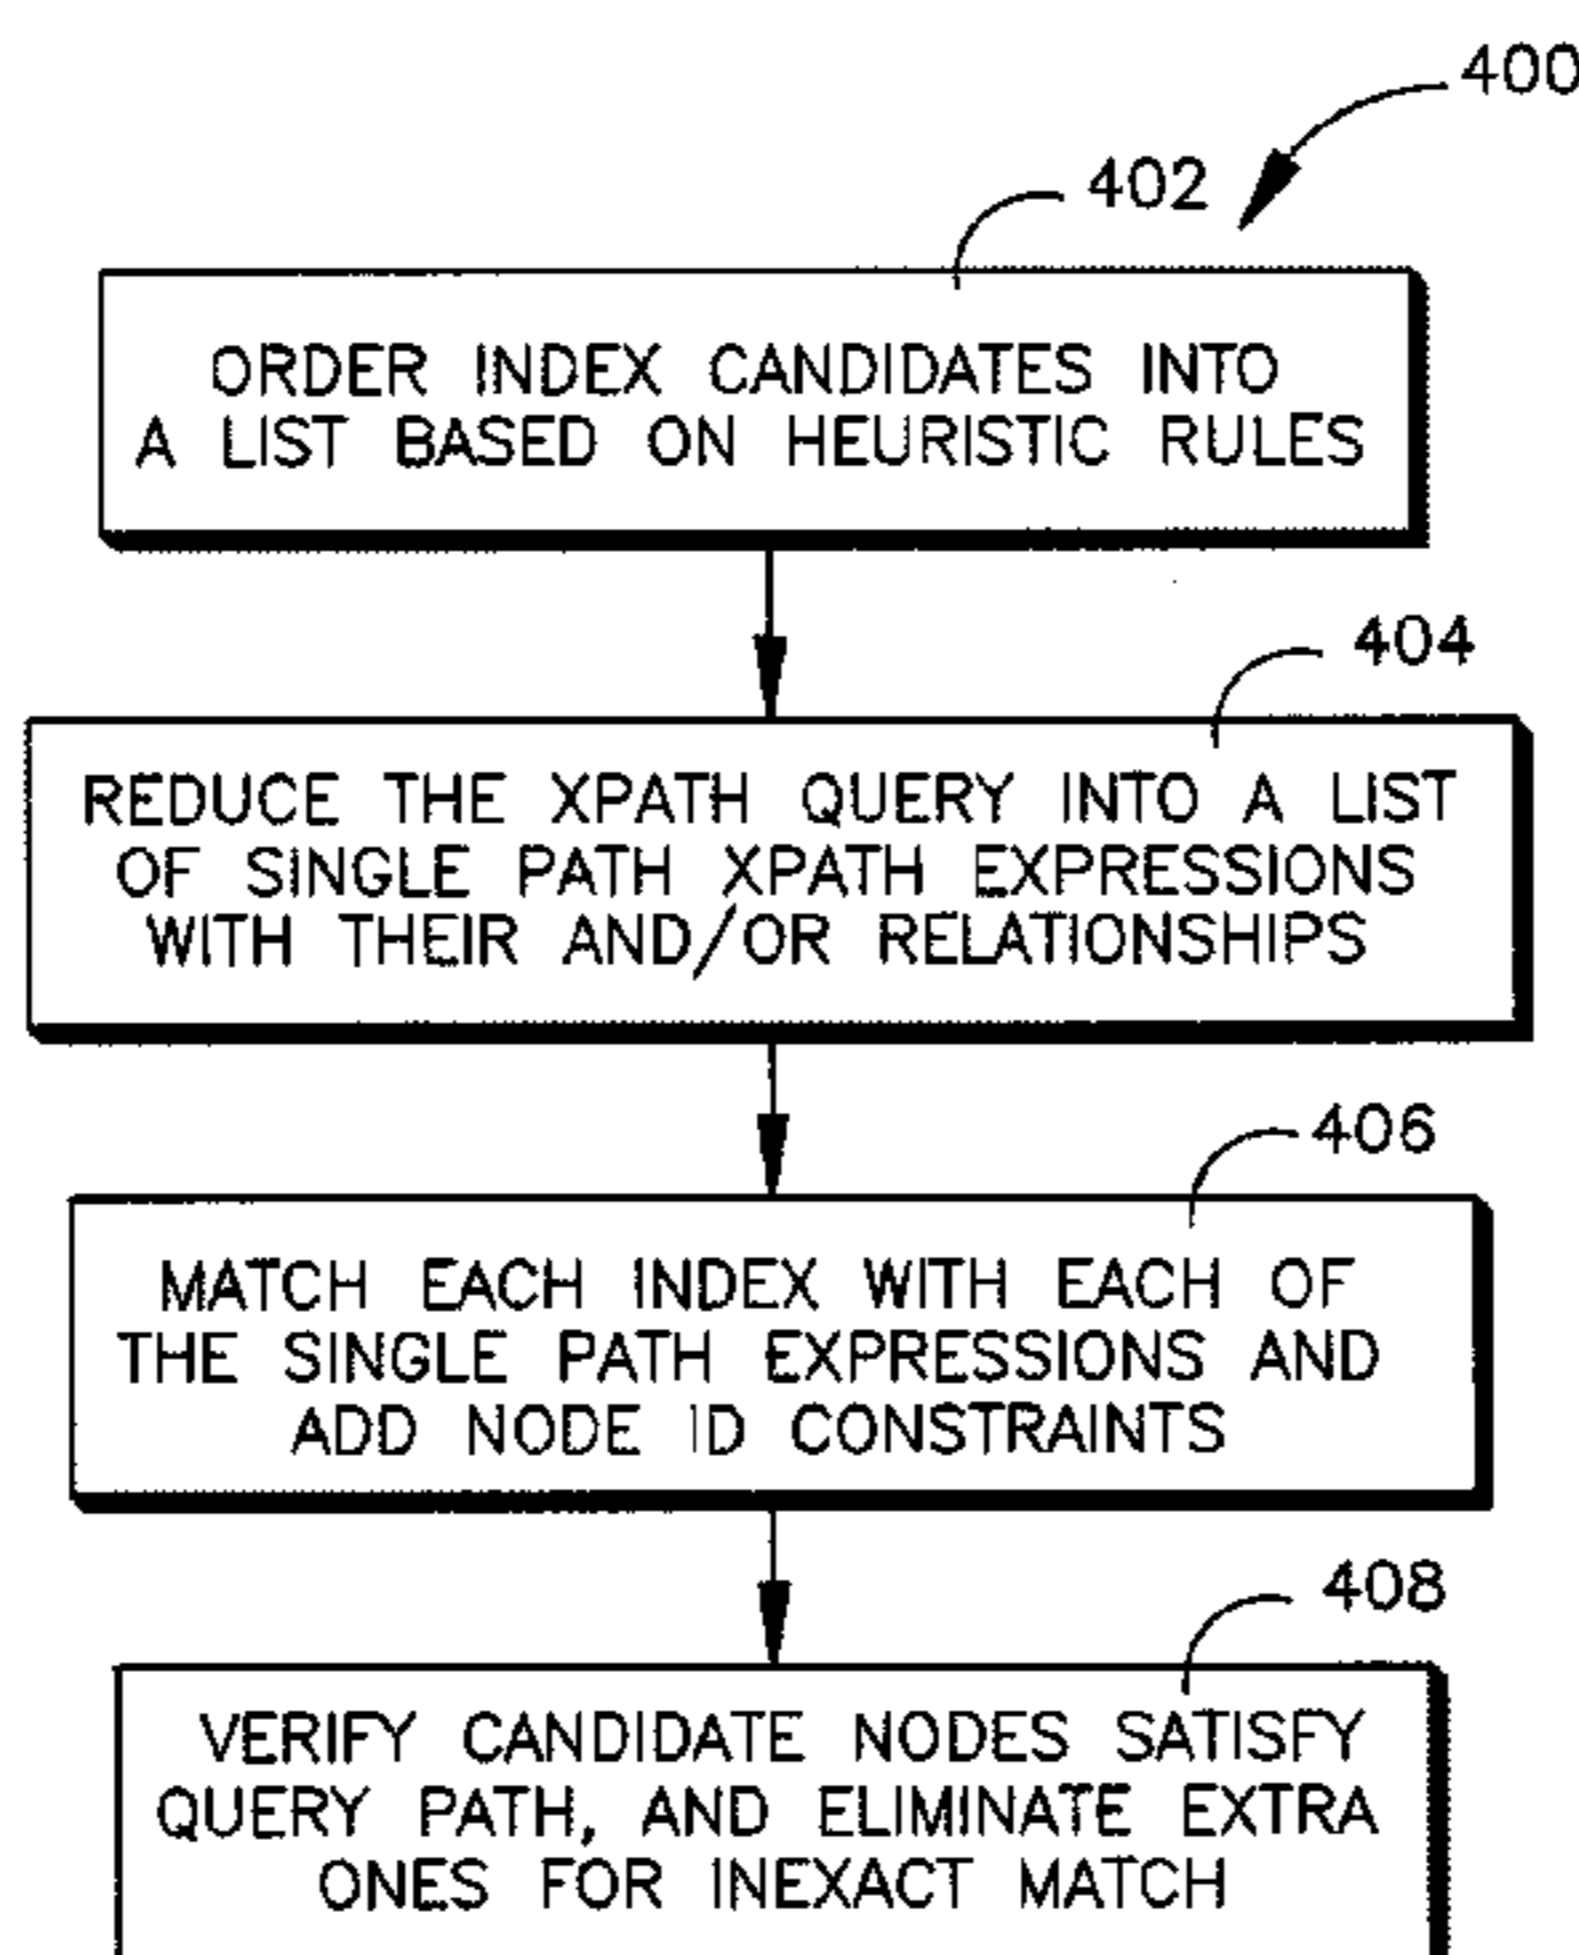 400
402
ORDER INDEX CANDIDATES INTO
A LIST BASED ON HEURISTIC RULES
404
REDUCE THE XPATH QUERY INTO A LIST
OF SINGLE PATH XPATH EXPRESSIONS
WITH THEIR AND/OR RELATIONSHIPS
406
MATCH EACH INDEX WITH EACH OF
THE SINGLE PATH EXPRESSIONS AND
ADD NODE ID CONSTRAINTS
408
VERIFY CANDIDATE NODES SATISFY
QUERY PATH, AND ELIMINATE EXTRA
ONES FOR INEXACT MATCH